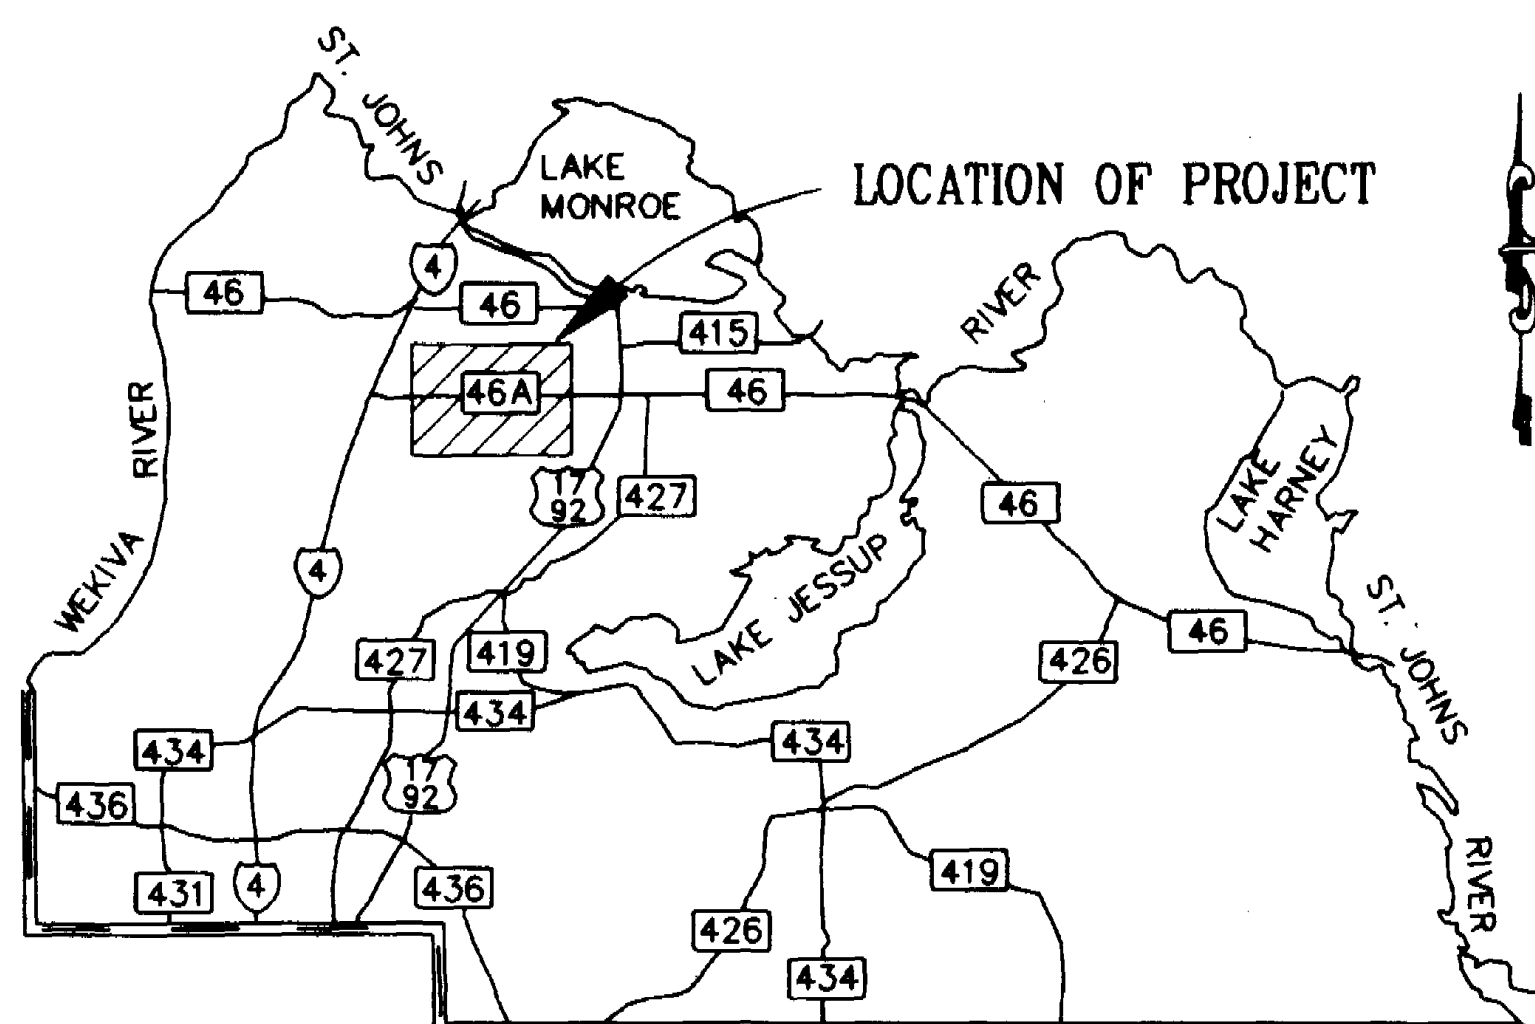 ST. JOHNS
LAKE
MONROE
LOCATION OF PROJECT
4
46
46
RIVER
415
46A
46
RIVER
17
92
427
46
LAKE
HARNEY
WEKIVA
4
LAKE JESSUP
ST. JOHNS
427
419
426
46
434
434
434
436
17
92
431
4
436
419
RIVER
426
434